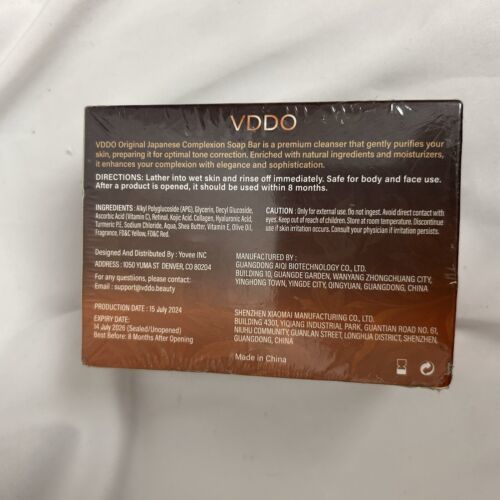 VDDO
VDDO Original Japanese Complexion Soap Bar is a premium cleanser that gently purifies your
skin, preparing it for optimal tone correction. Enriched with natural ingredients and moisturizers,
it enhances your complexion with elegance and sophistication.
DIRECTIONS: Lather into wet skin and rinse off immediately. Safe for body and face use.
After a product is opened, it should be used within 8 months.
INGREDIENTS : Alkyl Polyglucoside (APG), Glycerin, Decyl Glucoside,
Ascorbic Acid (Vitamin C), Retinol, Kojic Acid, Collagen, Hyaluronic Acid,
Turmeric P.E, Sodium Chloride, Aqua, Shea Butter, Vitamin E, Olive Oil,
Fragrance, FD&C Yellow, FD&C Red.
CAUTION : Only for external use. Do not ingest. Avoid direct contact with
eyes. Keep out of reach of children. Store at room temperature. Discontinue
use if skin irritation occurs. Consult your physician if irritation persists.
Designed And Distributed By : Yovee INC
ADDRESS : 1050 YUMA ST DENVER, CO 80204
For any questions, please contact:
Email : support@vddo.beauty
MANUFACTURED BY :
GUANGDONG AIQI BIOTECHNOLOGY CO., LTD.
BUILDING 10, GUANGDE GARDEN, WANYANG ZHONGCHUANG CITY,
YINGHONG TOWN, YINGDE CITY, QINGYUAN, GUANGDONG, CHINA
PRODUCTION DATE : 15 July 2024
EXPIRY DATE:
14 July 2026 (Sealed/Unopened)
Best Before: 8 Months After Opening
SHENZHEN XIAOMAI MANUFACTURING CO., LTD.
BUILDING 4301, YIQIANG INDUSTRIAL PARK, GUANTIAN ROAD NO. 61,
NIUHU COMMUNITY, GUANLAN STREET, LONGHUA DISTRICT, SHENZHEN,
GUANGDONG, CHINA
Made in China